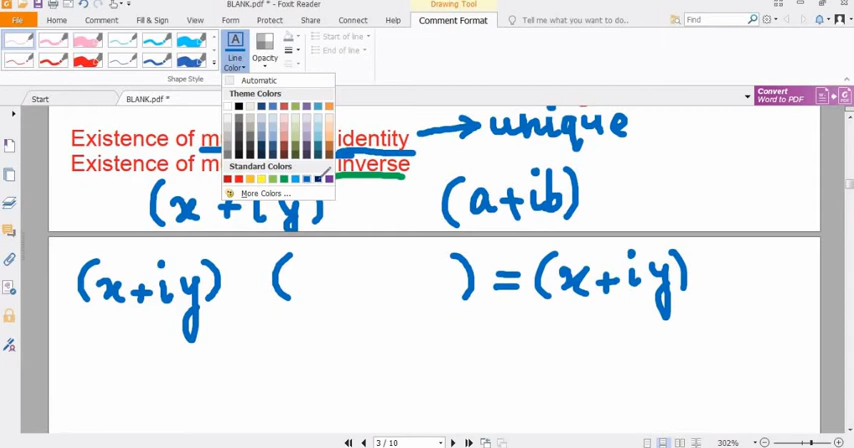 BLANK.pdf * - Foxit Reader
Drawing Tool
File Home Comment View Form Protect Share Connect Help Comment Format Tell me what you want to do... Find
Line Color Opacity Start of line End of line
Shape Style
Automatic
Theme Colors
Standard Colors
More Colors ...
Start BLANK.pdf * Convert Word to PDF
Existence of m identity → unique
Existence of m inverse
(x + iy) (a+ib)
(x+iy) ( ) = (x+iy)
3 / 10 302%